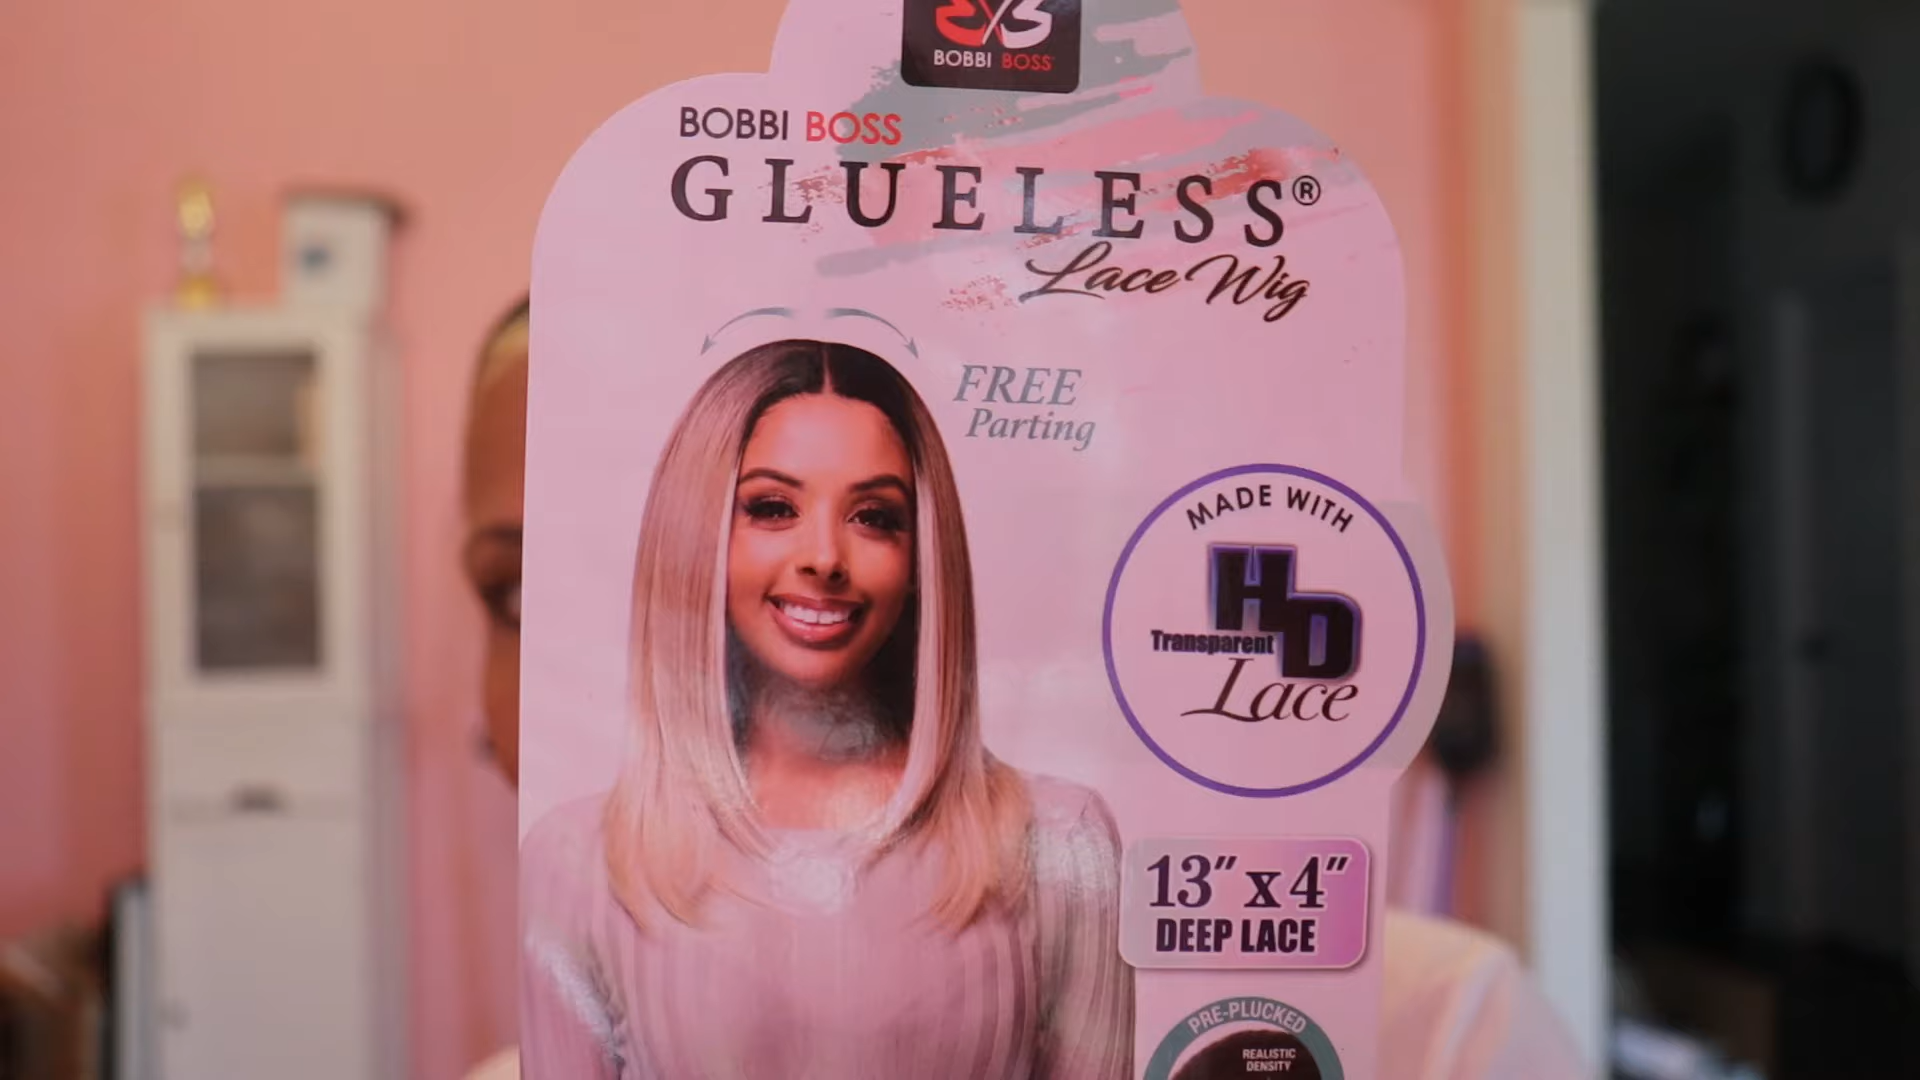 BOBBI BOSS
BOBBI BOSS
GLUELESS®
Lace Wig
FREE
Parting
MADE WITH
HD
Transparent
Lace
13" x 4"
DEEP LACE
PRE-PLUCKED
REALISTIC
DENSITY